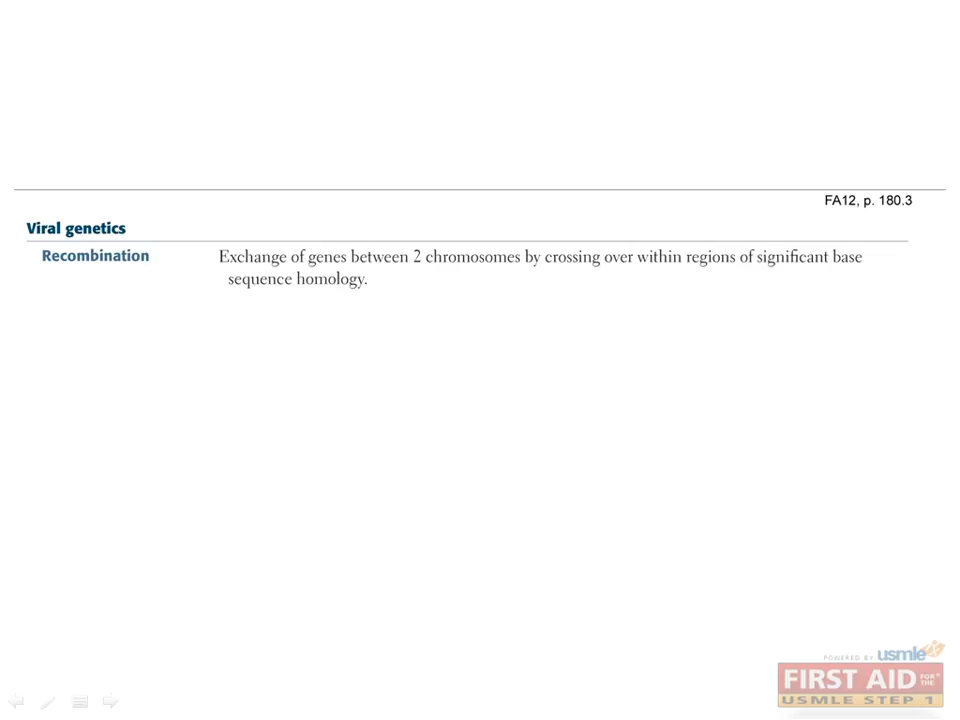 FA12, p. 180.3
Viral genetics
Recombination
Exchange of genes between 2 chromosomes by crossing over within regions of significant base
sequence homology.
POWERED BY usmle
FIRST AID FOR THE
USMLE STEP 1